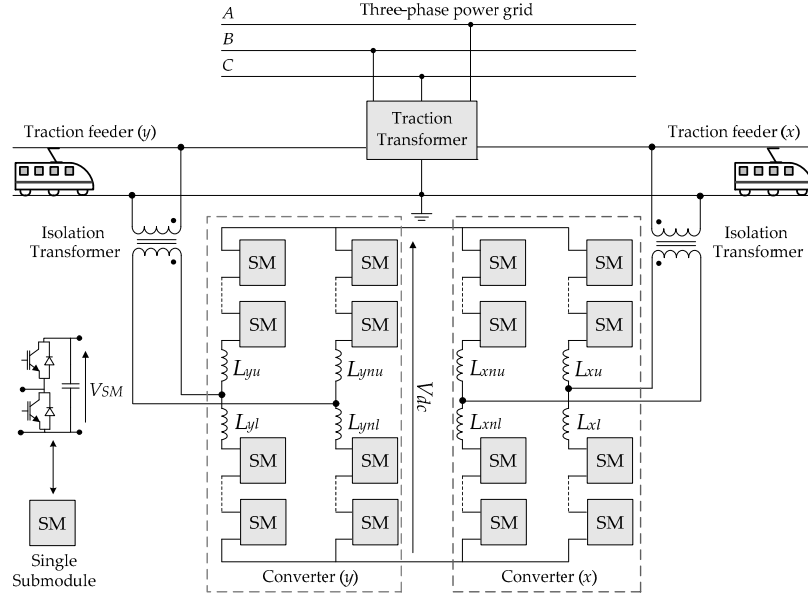 A
Three-phase power grid
B
C
Traction
Transformer
Traction feeder (y)
Traction feeder (x)
Isolation
Transformer
Isolation
Transformer
SM
SM
SM
SM
SM
SM
SM
SM
Lyu
Lynu
Vdc
Lxnu
Lxu
VSM
Lyl
Lynl
Lxnl
Lxl
SM
SM
SM
SM
SM
SM
SM
SM
SM
Single
Submodule
Converter (y)
Converter (x)